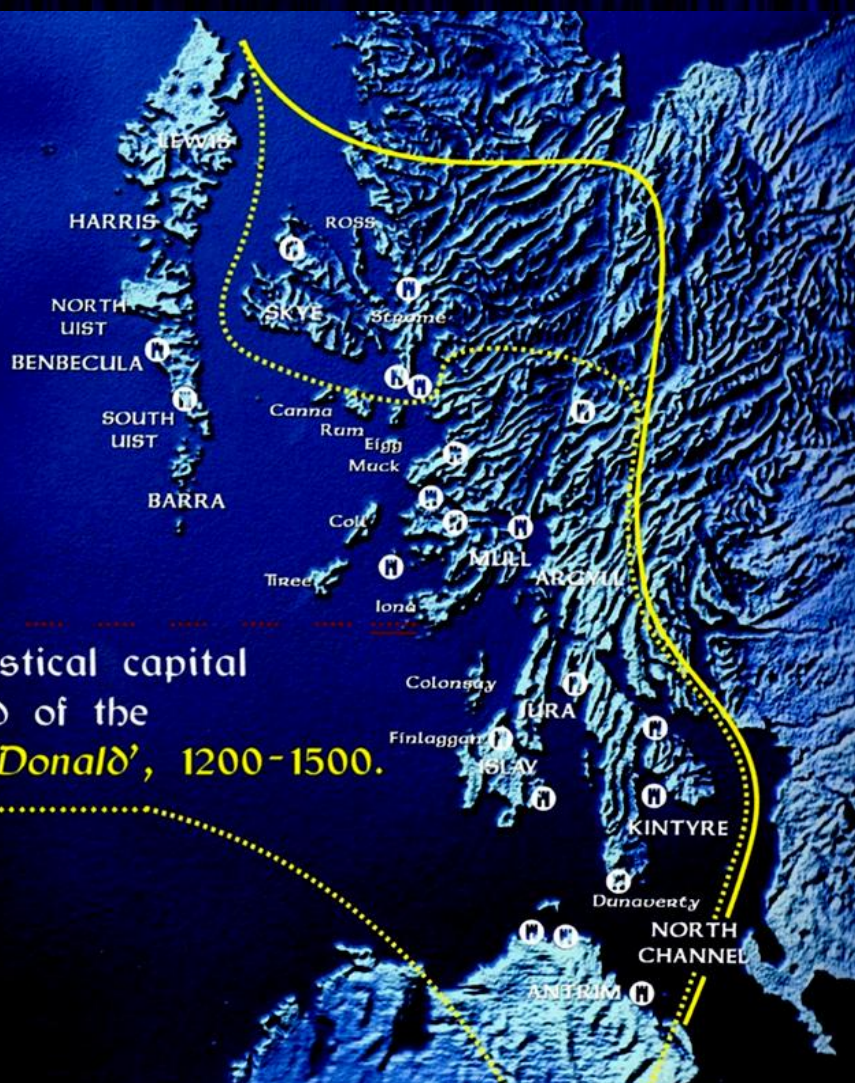 LEWIS
HARRIS
ROSS
NORTH
UIST
SKYE
Strome
BENBECULA
Canna
SOUTH
UIST
Rum
Eigg
Muck
BARRA
Coll
MULL
Tiree
ARGYLL
Iona
stical capital
Colonsay
JURA
of the
Finlaggan
Donald', 1200-1500.
ISLAY
KINTYRE
Dunaverty
NORTH
CHANNEL
ANTRIM